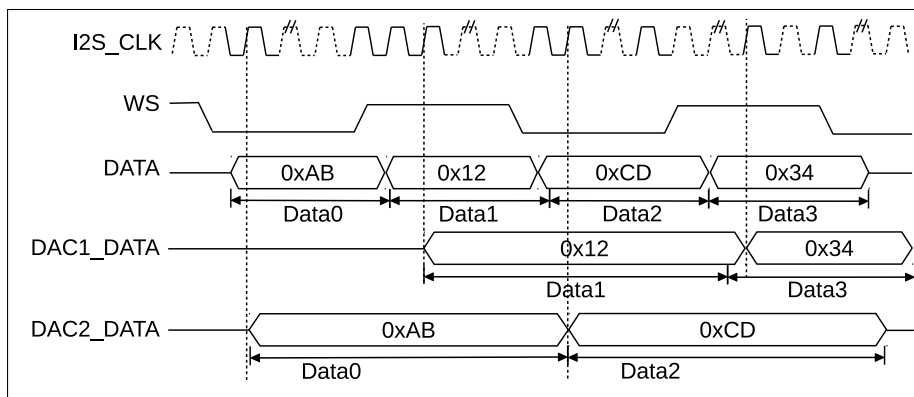 I2S_CLK
WS
DATA 0xAB 0x12 0xCD 0x34
Data0 Data1 Data2 Data3
DAC1_DATA 0x12 0x34
Data1 Data3
DAC2_DATA 0xAB 0xCD
Data0 Data2